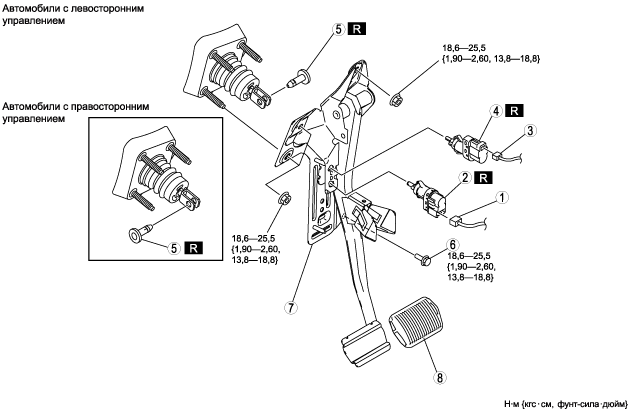 Автомобили с левосторонним
управлением
5 R
18,6—25,5
{1,90—2,60, 13,8—18,8}
Автомобили с правосторонним
управлением
4 R
3
2 R
1
5 R
18,6—25,5
{1,90—2,60,
13,8—18,8}
6
18,6—25,5
{1,90—2,60,
13,8—18,8}
7
8
Н·м {кгс·см, фунт-сила·дюйм}